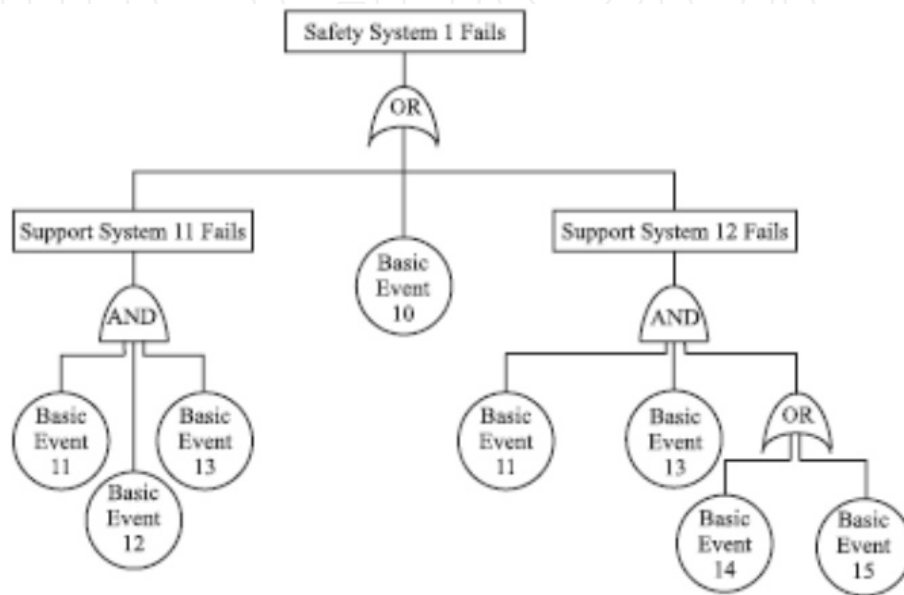 Safety System 1 Fails
OR
Support System 11 Fails
Support System 12 Fails
Basic
Event
10
AND
AND
Basic
Event
11
Basic
Event
13
Basic
Event
12
Basic
Event
11
Basic
Event
13
OR
Basic
Event
14
Basic
Event
15